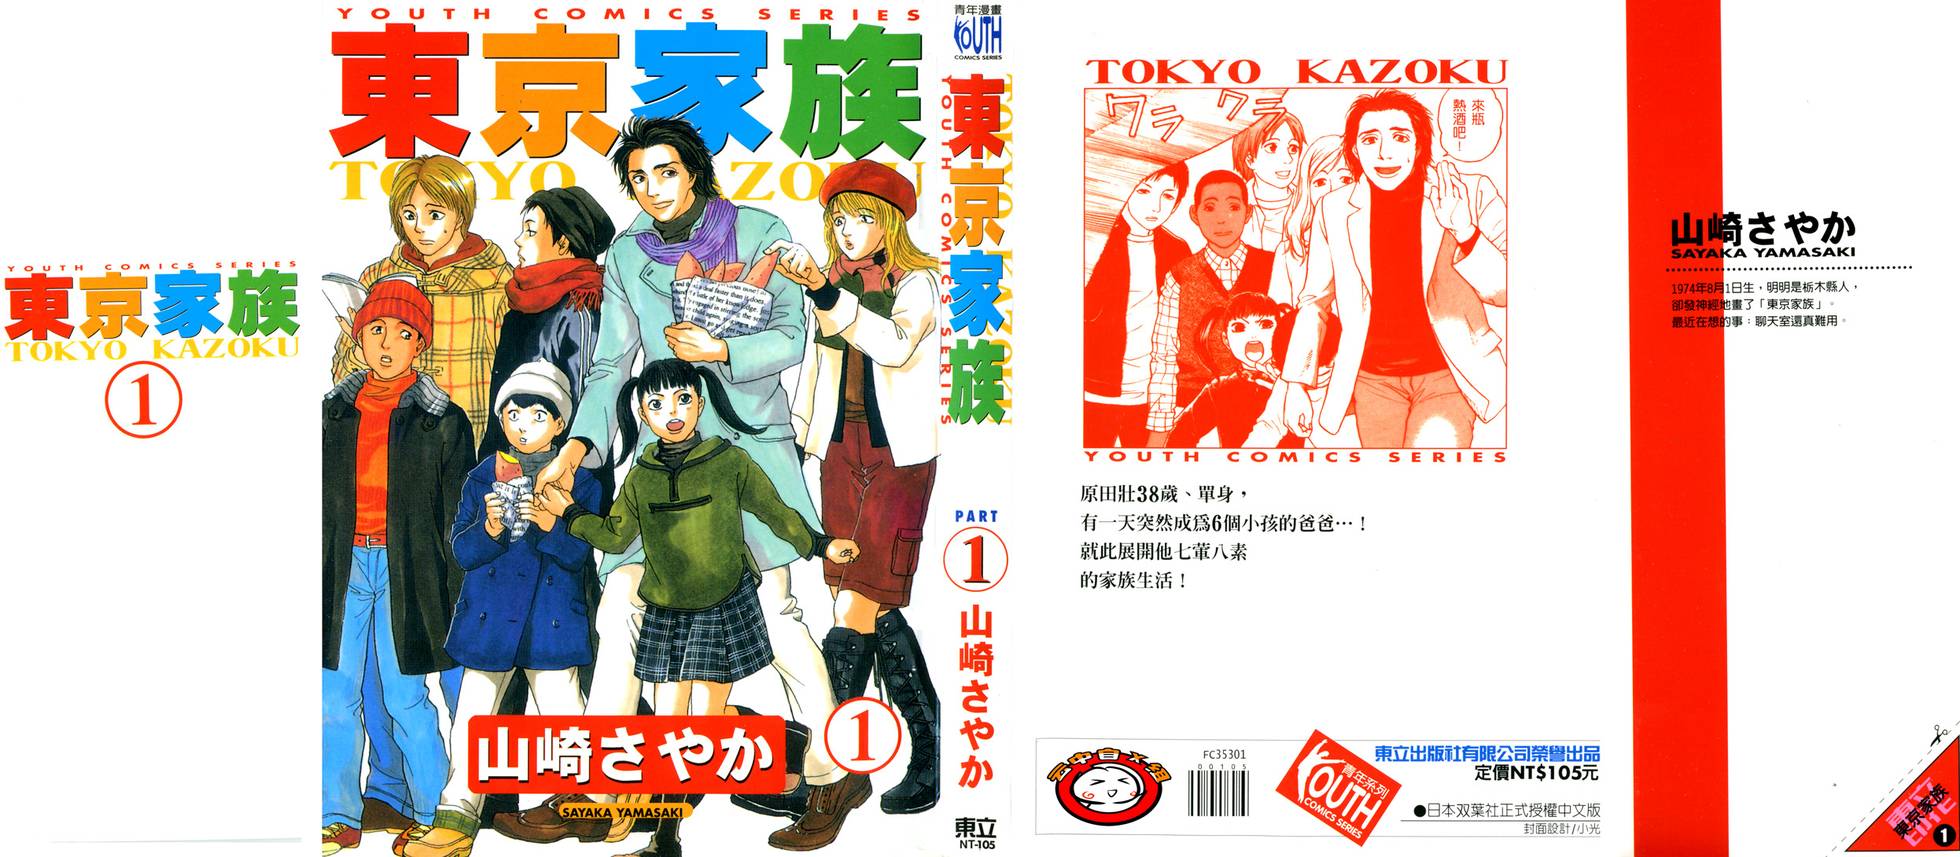 YOUTH COMICS SERIES
東京家族
TOKYO KAZOKU
1
YOUTH COMICS SERIES
東京家族
TOKYO KAZOKU
山崎さやか
SAYAKA YAMASAKI
1
青年漫畫
YOUTH
COMICS SERIES
東京家族
TOKYO KAZOKU
YOUTH COMICS SERIES
PART
1
山崎さやか
東立
NT-105
TOKYO KAZOKU
ワラ
ワラ
來瓶
熱酒吧！
YOUTH COMICS SERIES
原田壯38歲、單身，
有一天突然成爲6個小孩的爸爸…！
就此展開他七葷八素
的家族生活！
FC35301
00105
青年系列
YOUTH
COMICS SERIES
東立出版社有限公司榮譽出品
定價NT$105元
●日本双葉社正式授權中文版
封面設計/小光
山崎さやか
SAYAKA YAMASAKI
1974年8月1日生，明明是栃木縣人，
卻發神經地畫了「東京家族」。
最近在想的事：聊天室還真難用。
東京家族
1